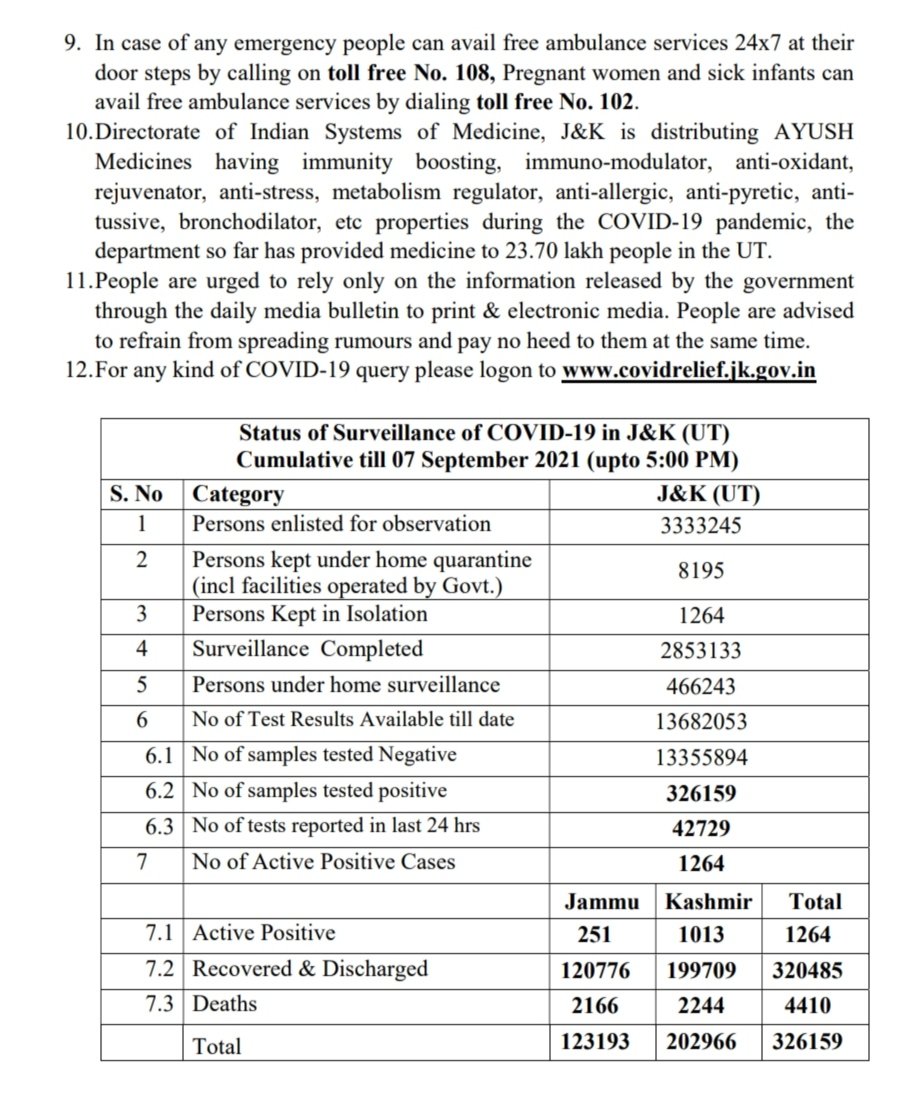 9. In case of any emergency people can avail free ambulance services 24x7 at their
door steps by calling on toll free No. 108, Pregnant women and sick infants can
avail free ambulance services by dialing toll free No. 102.
10.Directorate of Indian Systems of Medicine, J&K is distributing AYUSH
Medicines having immunity boosting, immuno-modulator, anti-oxidant,
rejuvenator, anti-stress, metabolism regulator, anti-allergic, anti-pyretic, anti-
tussive, bronchodilator, etc properties during the COVID-19 pandemic, the
department so far has provided medicine to 23.70 lakh people in the UT.
11.People are urged to rely only on the information released by the government
through the daily media bulletin to print & electronic media. People are advised
to refrain from spreading rumours and pay no heed to them at the same time.
12.For any kind of COVID-19 query please logon to www.covidrelief.jk.gov.in
Status of Surveillance of COVID-19 in J&K (UT)
Cumulative till 07 September 2021 (upto 5:00 PM)
S. No Category J&K (UT)
1 Persons enlisted for observation 3333245
2 Persons kept under home quarantine
(incl facilities operated by Govt.) 8195
3 Persons Kept in Isolation 1264
4 Surveillance Completed 2853133
5 Persons under home surveillance 466243
6 No of Test Results Available till date 13682053
6.1 No of samples tested Negative 13355894
6.2 No of samples tested positive 326159
6.3 No of tests reported in last 24 hrs 42729
7 No of Active Positive Cases 1264
Jammu Kashmir Total
7.1 Active Positive 251 1013 1264
7.2 Recovered & Discharged 120776 199709 320485
7.3 Deaths 2166 2244 4410
Total 123193 202966 326159